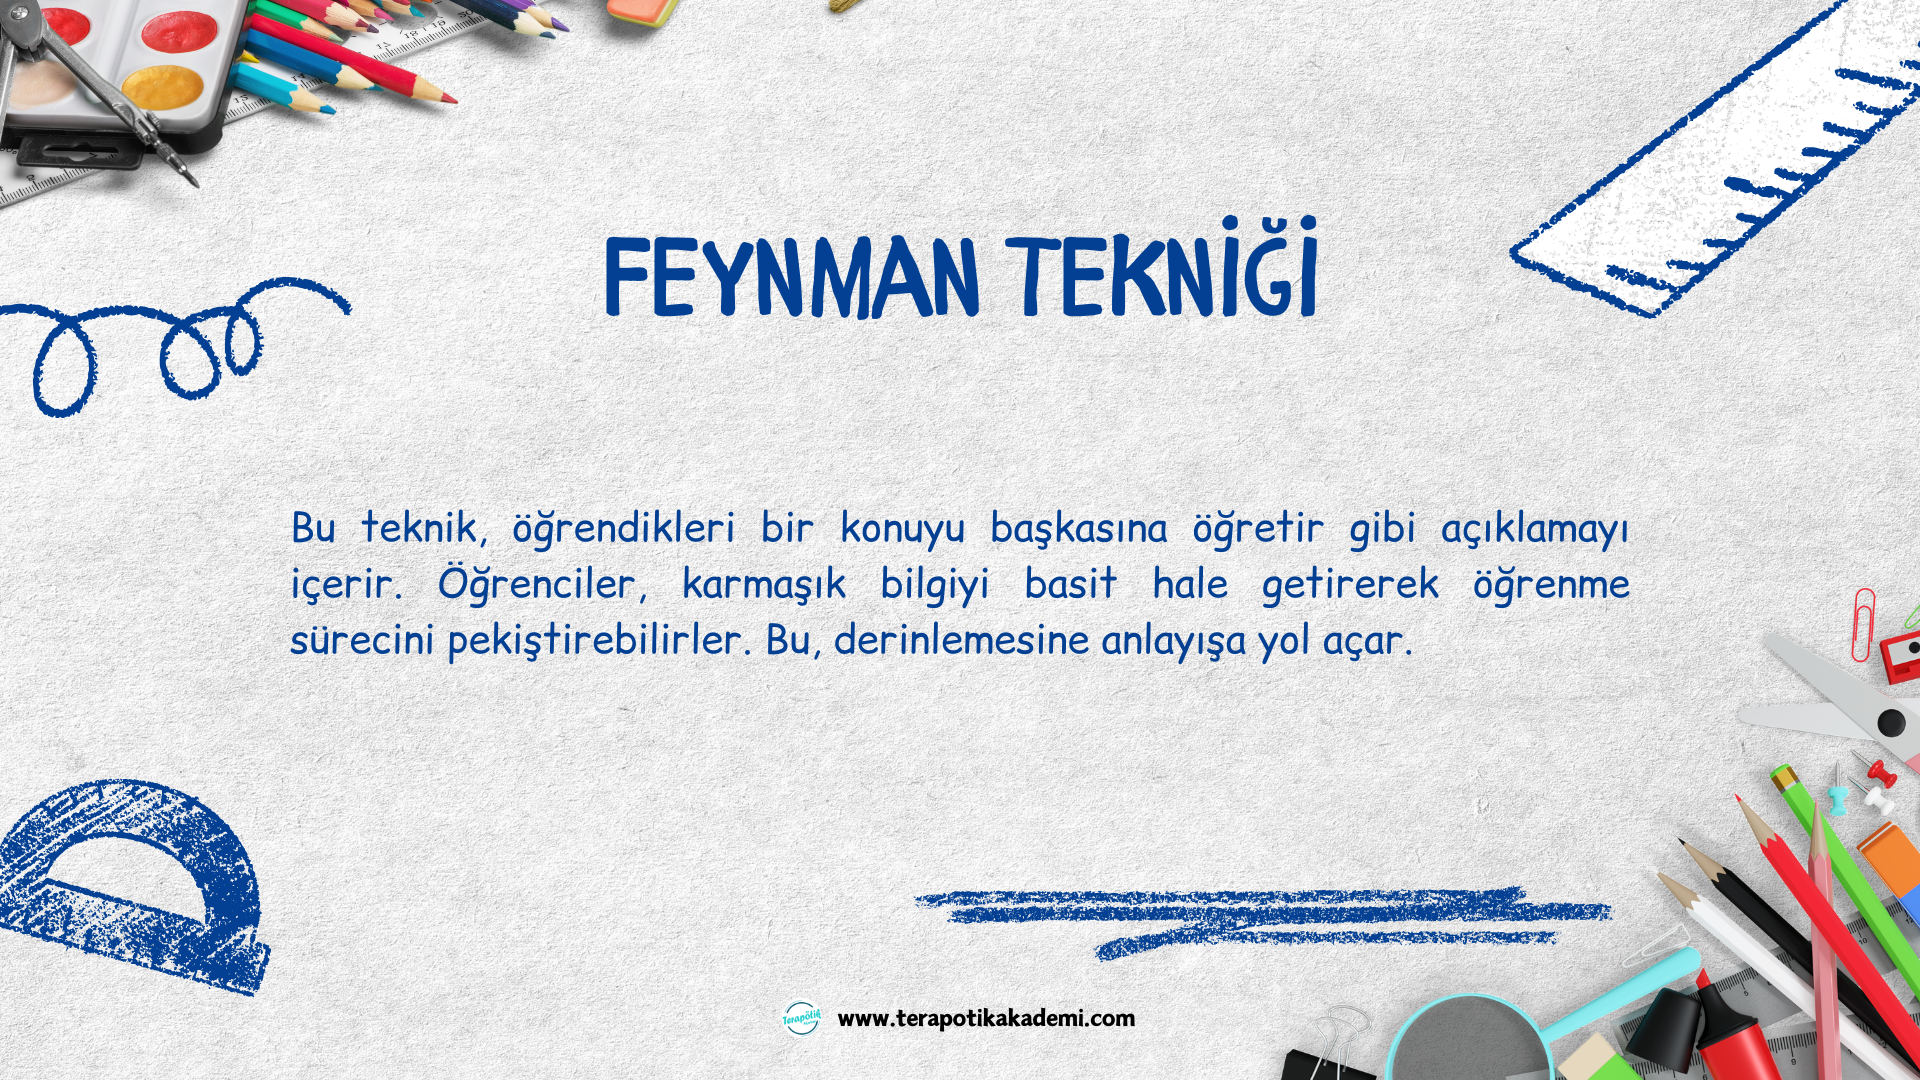 FEYNMAN TEKNİĞİ
Bu teknik, öğrendikleri bir konuyu başkasına öğretir gibi açıklamayı
içerir. Öğrenciler, karmaşık bilgiyi basit hale getirerek öğrenme
sürecini pekiştirebilirler. Bu, derinlemesine anlayışa yol açar.
Terapötik
www.terapotikakademi.com